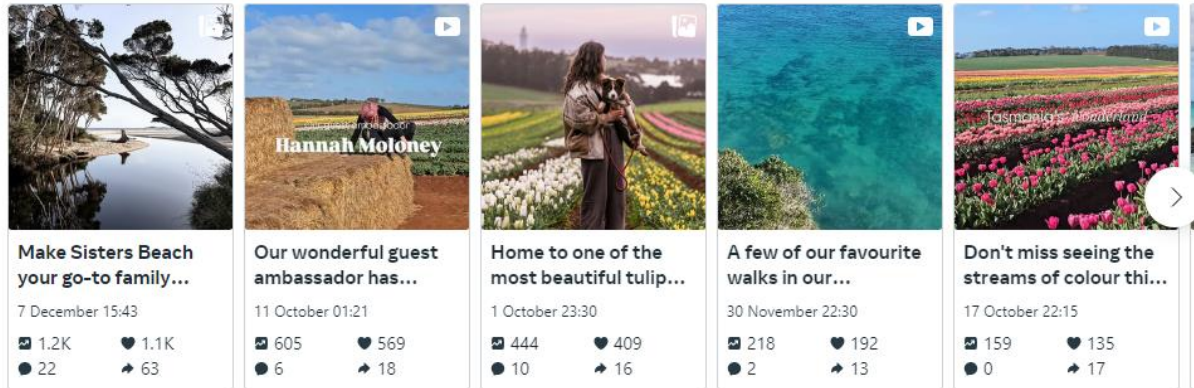 Our guest ambassador
Hannah Moloney
Tasmania's Wonderland
Make Sisters Beach
your go-to family...
7 December 15:43
1.2K 1.1K
22 63
Our wonderful guest
ambassador has...
11 October 01:21
605 569
6 18
Home to one of the
most beautiful tulip...
1 October 23:30
444 409
10 16
A few of our favourite
walks in our...
30 November 22:30
218 192
2 13
Don't miss seeing the
streams of colour thi...
17 October 22:15
159 135
0 17